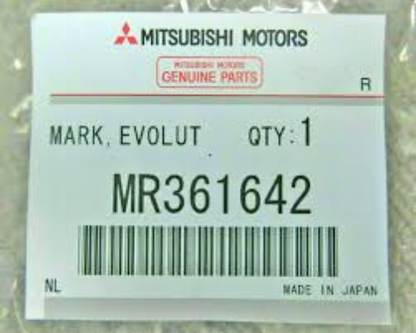 MITSUBISHI MOTORS
MITSUBISHI MOTORS
GENUINE PARTS
R
MARK, EVOLUT QTY:1
MR361642
NL MADE IN JAPAN